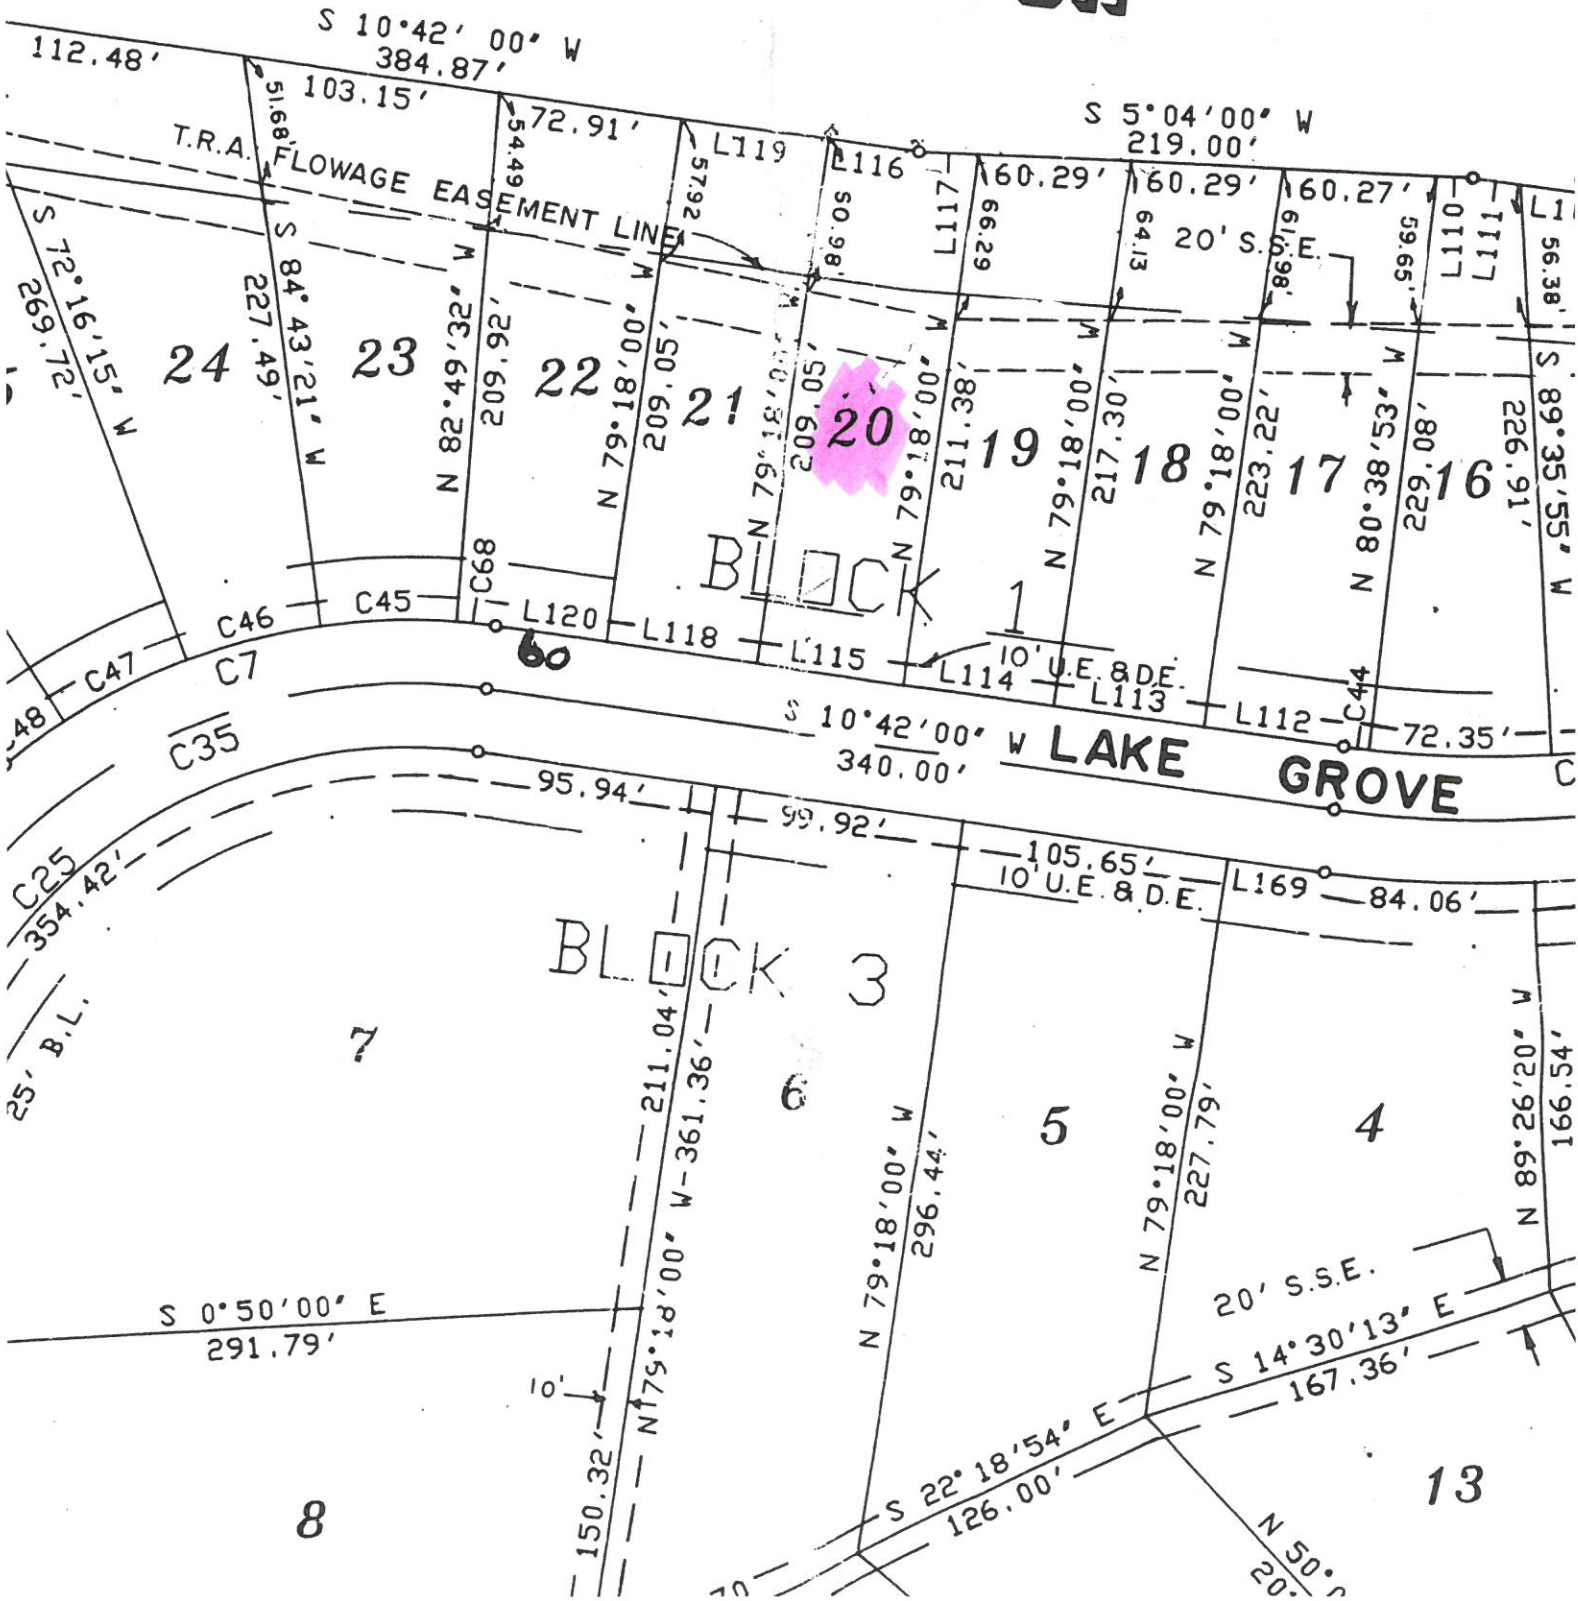 S 10°42' 00" W
384.87'
112.48'
103.15'
72.91'
L119
L116
L117
S 5°04'00" W
219.00'
60.29'
60.29'
60.27'
L110
L111
L1
51.68'
54.49'
57.92'
50.98'
66.29
64.13
61.98'
59.65'
56.38'
T.R.A. FLOWAGE EASEMENT LINE
20' S.S.E.
S 72°16'15" W
269.72'
24
S 84°43'21" W
227.49'
23
N 82°49'32" W
209.92'
22
N 79°18'00" W
209.05'
21
209.05'
20
N 79°18'00" W
211.38'
19
N 79°18'00" W
217.30'
18
N 79°18'00" W
223.22'
17
N 80°38'53" W
229.08'
16
S 89°35'55" W
226.91'
BLOCK 1
C48
C47
C46
C45
C68
L120
L118
L115
L114
L113
L112
C44
72.35'
10' U.E. & D.E.
C7
60
C35
S 10°42'00" W
340.00'
LAKE GROVE
C
C25
354.42'
95.94'
99.92'
105.65'
10' U.E. & D.E.
L169
84.06'
25' B.L.
BLOCK 3
7
6
5
4
211.04'
N 79°18'00" W-361.36'
N 79°18'00" W
296.44'
N 79°18'00" W
227.79'
N 89°26'20" W
166.54'
S 0°50'00" E
291.79'
10'
150.32'
8
20' S.S.E.
S 14°30'13" E
167.36'
S 22°18'54" E
126.00'
13
N 50°
20